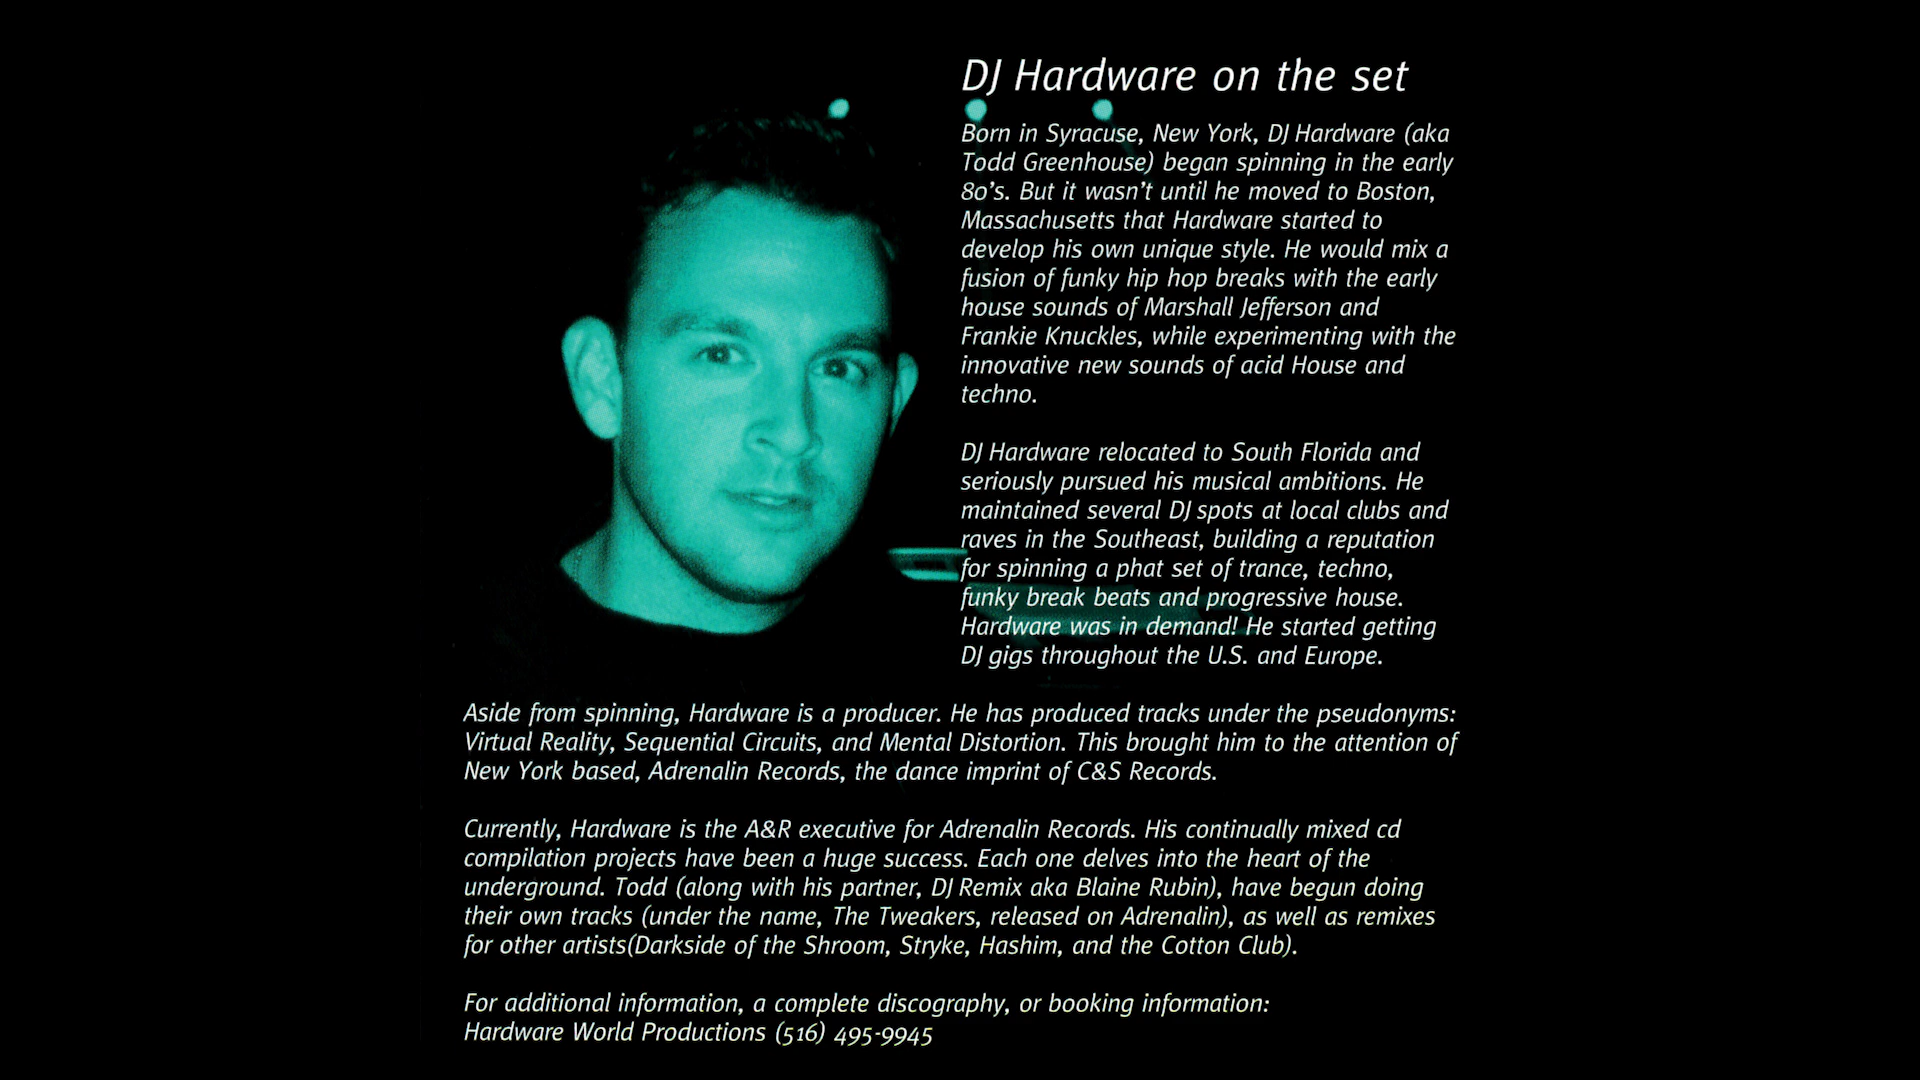 DJ Hardware on the set
Born in Syracuse, New York, DJ Hardware (aka
Todd Greenhouse) began spinning in the early
80's. But it wasn't until he moved to Boston,
Massachusetts that Hardware started to
develop his own unique style. He would mix a
fusion of funky hip hop breaks with the early
house sounds of Marshall Jefferson and
Frankie Knuckles, while experimenting with the
innovative new sounds of acid House and
techno.
DJ Hardware relocated to South Florida and
seriously pursued his musical ambitions. He
maintained several DJ spots at local clubs and
raves in the Southeast, building a reputation
for spinning a phat set of trance, techno,
funky break beats and progressive house.
Hardware was in demand! He started getting
DJ gigs throughout the U.S. and Europe.
Aside from spinning, Hardware is a producer. He has produced tracks under the pseudonyms:
Virtual Reality, Sequential Circuits, and Mental Distortion. This brought him to the attention of
New York based, Adrenalin Records, the dance imprint of C&S Records.
Currently, Hardware is the A&R executive for Adrenalin Records. His continually mixed cd
compilation projects have been a huge success. Each one delves into the heart of the
underground. Todd (along with his partner, DJ Remix aka Blaine Rubin), have begun doing
their own tracks (under the name, The Tweakers, released on Adrenalin), as well as remixes
for other artists(Darkside of the Shroom, Stryke, Hashim, and the Cotton Club).
For additional information, a complete discography, or booking information:
Hardware World Productions (516) 495-9945